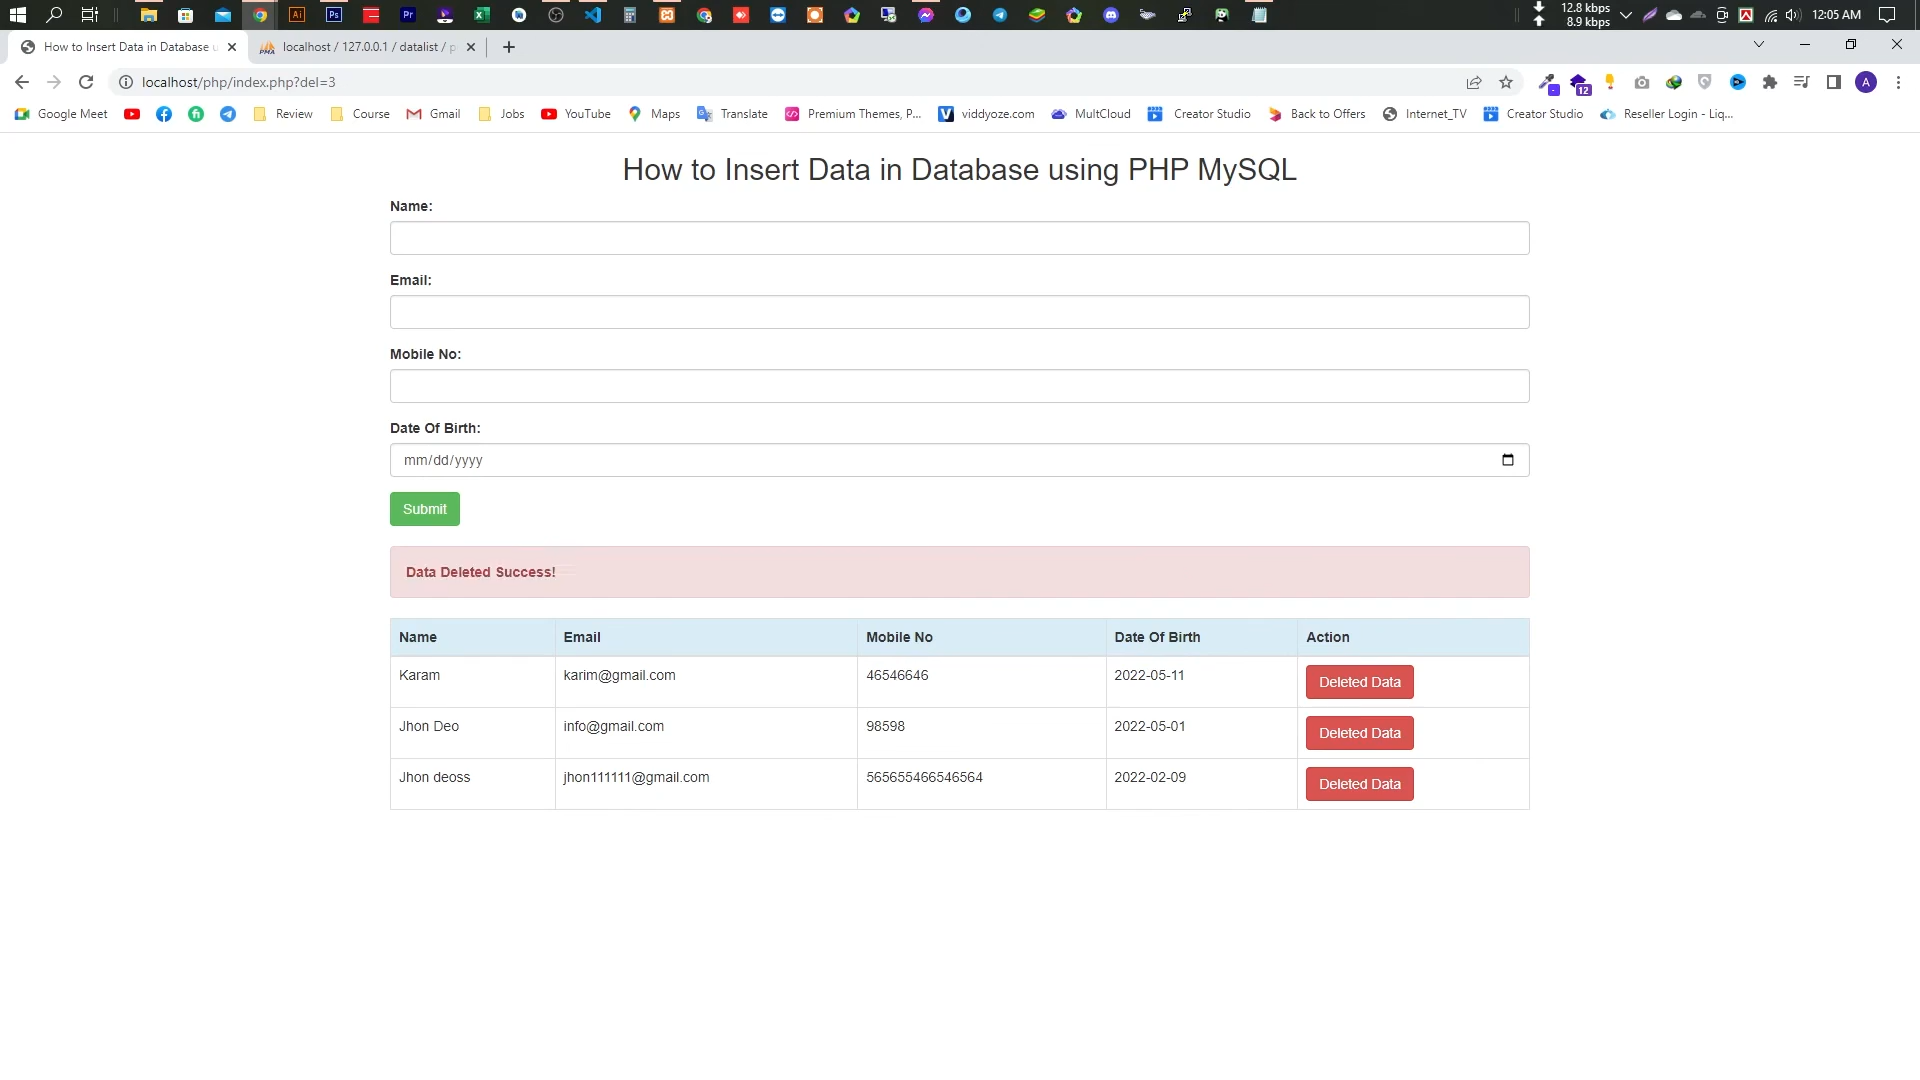 12.8 kbps
8.9 kbps
12:05 AM
How to Insert Data in Database u
localhost / 127.0.0.1 / datalist / p
localhost/php/index.php?del=3
12
A
Google Meet
Review
Course
Gmail
Jobs
YouTube
Maps
Translate
Premium Themes, P...
viddyoze.com
MultCloud
Creator Studio
Back to Offers
Internet_TV
Creator Studio
Reseller Login - Liq...
How to Insert Data in Database using PHP MySQL
Name:
Email:
Mobile No:
Date Of Birth:
mm/dd/yyyy
Submit
Data Deleted Success!
Name Email Mobile No Date Of Birth Action
Karam karim@gmail.com 46546646 2022-05-11 Deleted Data
Jhon Deo info@gmail.com 98598 2022-05-01 Deleted Data
Jhon deoss jhon111111@gmail.com 565655466546564 2022-02-09 Deleted Data